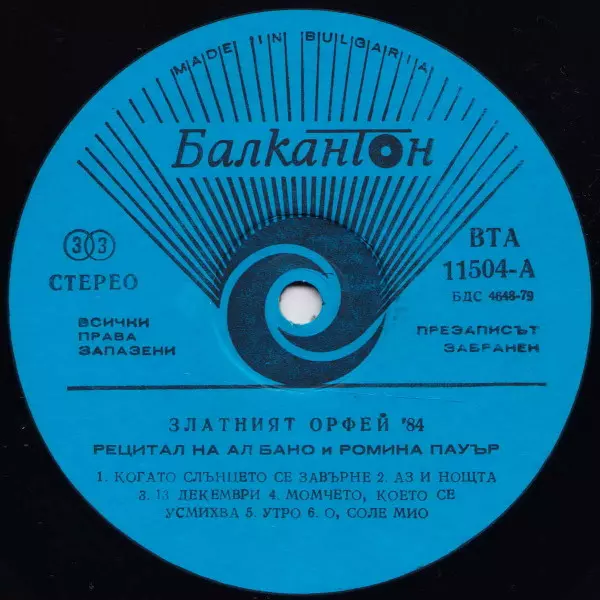 MADE IN BULGARIA
Балкантон
33
СТЕРЕО
ВТА
11504-А
БДС 4648-79
ВСИЧКИ
ПРАВА
ЗАПАЗЕНИ
ПРЕЗАПИСЪТ
ЗАБРАНЕН
ЗЛАТНИЯТ ОРФЕЙ '84
РЕЦИТАЛ НА АЛ БАНО и РОМИНА ПАУЪР
1. КОГАТО СЛЪНЦЕТО СЕ ЗАВЪРНЕ 2. АЗ И НОЩТА
3. 13 ДЕКЕМВРИ 4. МОМЧЕТО, КОЕТО СЕ
УСМИХВА 5. УТРО 6. О, СОЛЕ МИО